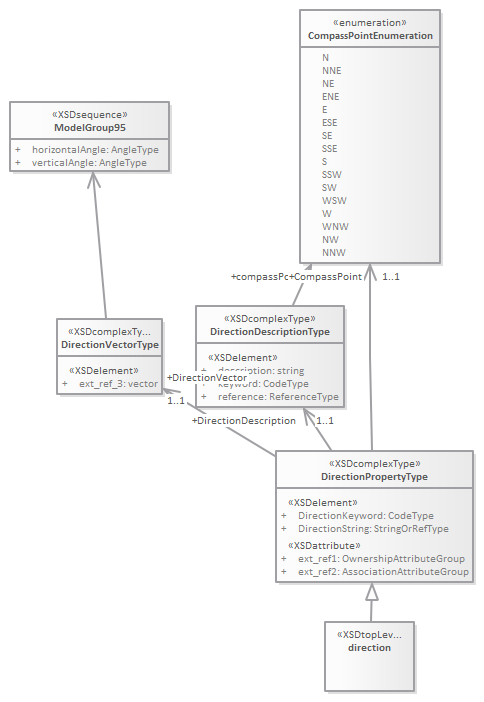 «enumeration»
CompassPointEnumeration
N
NNE
NE
ENE
E
ESE
SE
SSE
S
SSW
SW
WSW
W
WNW
NW
NNW
«XSDsequence»
ModelGroup95
+ horizontalAngle: AngleType
+ verticalAngle: AngleType
+compassPc+CompassPoint 1..1
«XSDcomplexTy...
DirectionVectorType
«XSDelement»
+ ext_ref_3: vector
«XSDcomplexType»
DirectionDescriptionType
«XSDelement»
+ description: string
+ keyword: CodeType
+ reference: ReferenceType
+DirectionVector
1..1
+DirectionDescription 1..1
«XSDcomplexType»
DirectionPropertyType
«XSDelement»
+ DirectionKeyword: CodeType
+ DirectionString: StringOrRefType
«XSDattribute»
+ ext_ref1: OwnershipAttributeGroup
+ ext_ref2: AssociationAttributeGroup
«XSDtopLev...
direction